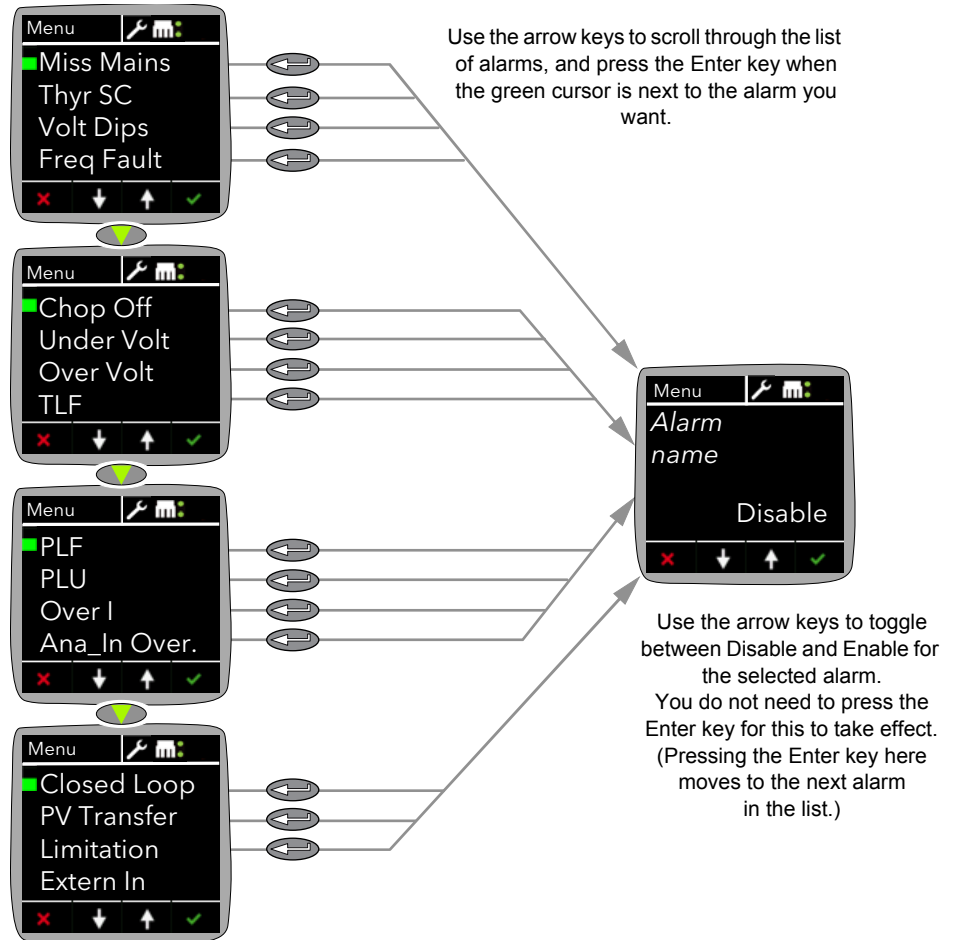 Menu
Miss Mains
Thyr SC
Volt Dips
Freq Fault
Use the arrow keys to scroll through the list
of alarms, and press the Enter key when
the green cursor is next to the alarm you
want.
Menu
Chop Off
Under Volt
Over Volt
TLF
Menu
PLF
PLU
Over I
Ana_In Over.
Menu
Closed Loop
PV Transfer
Limitation
Extern In
Menu
Alarm
name
Disable
Use the arrow keys to toggle
between Disable and Enable for
the selected alarm.
You do not need to press the
Enter key for this to take effect.
(Pressing the Enter key here
moves to the next alarm
in the list.)